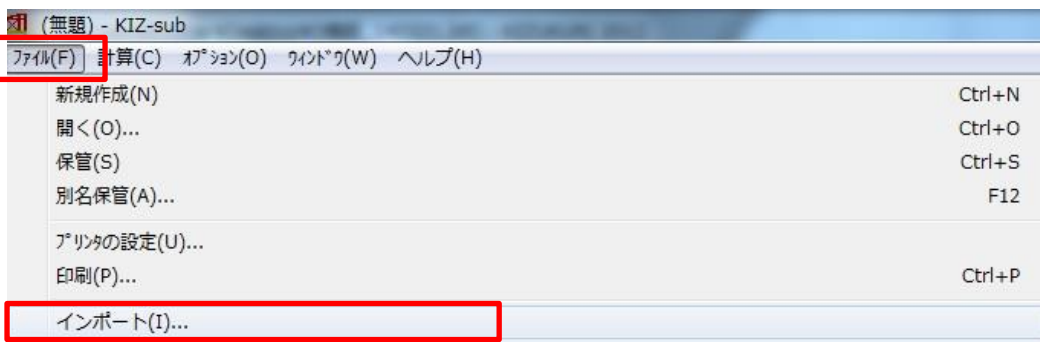 (無題) - KIZ-sub
ﾌｧｲﾙ(F) 計算(C) ｵﾌﾟｼｮﾝ(O) ｳｨﾝﾄﾞｳ(W) ヘルプ(H)
新規作成(N) Ctrl+N
開く(O)... Ctrl+O
保管(S) Ctrl+S
別名保管(A)... F12
ﾌﾟﾘﾝﾀの設定(U)...
印刷(P)... Ctrl+P
インポート(I)...